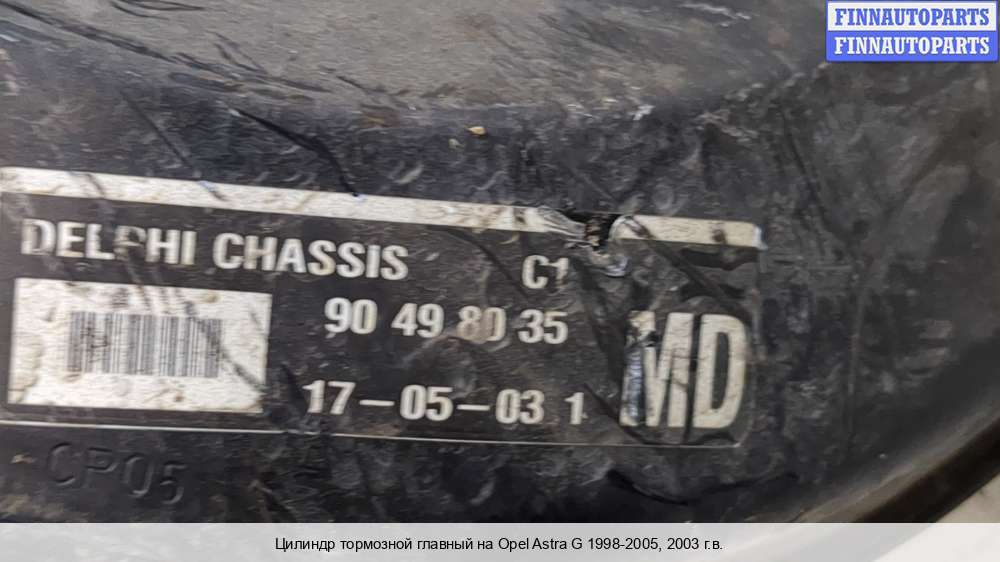 FINNAUTOPARTS
FINNAUTOPARTS
DELPHI CHASSIS C1
90 49 80 35
17-05-03 1
MD
CP05
Цилиндр тормозной главный на Opel Astra G 1998-2005, 2003 г.в.